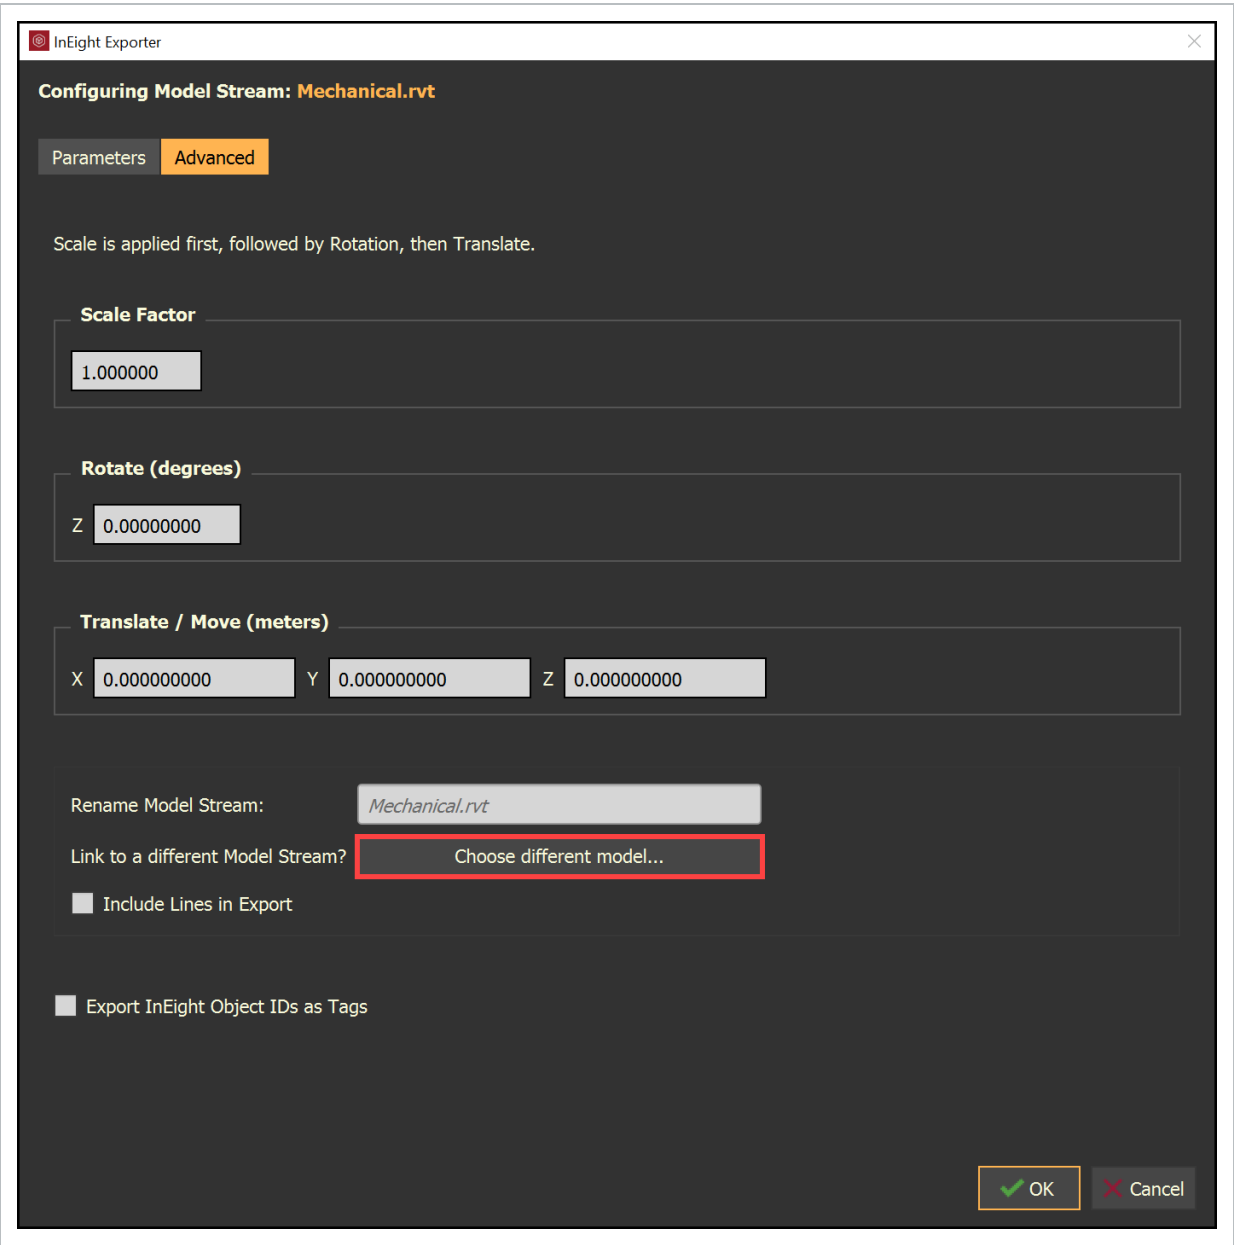 InEight Exporter
Configuring Model Stream: Mechanical.rvt
Parameters Advanced
Scale is applied first, followed by Rotation, then Translate.
Scale Factor
1.000000
Rotate (degrees)
Z 0.00000000
Translate / Move (meters)
X 0.000000000 Y 0.000000000 Z 0.000000000
Rename Model Stream: Mechanical.rvt
Link to a different Model Stream? Choose different model...
Include Lines in Export
Export InEight Object IDs as Tags
OK Cancel